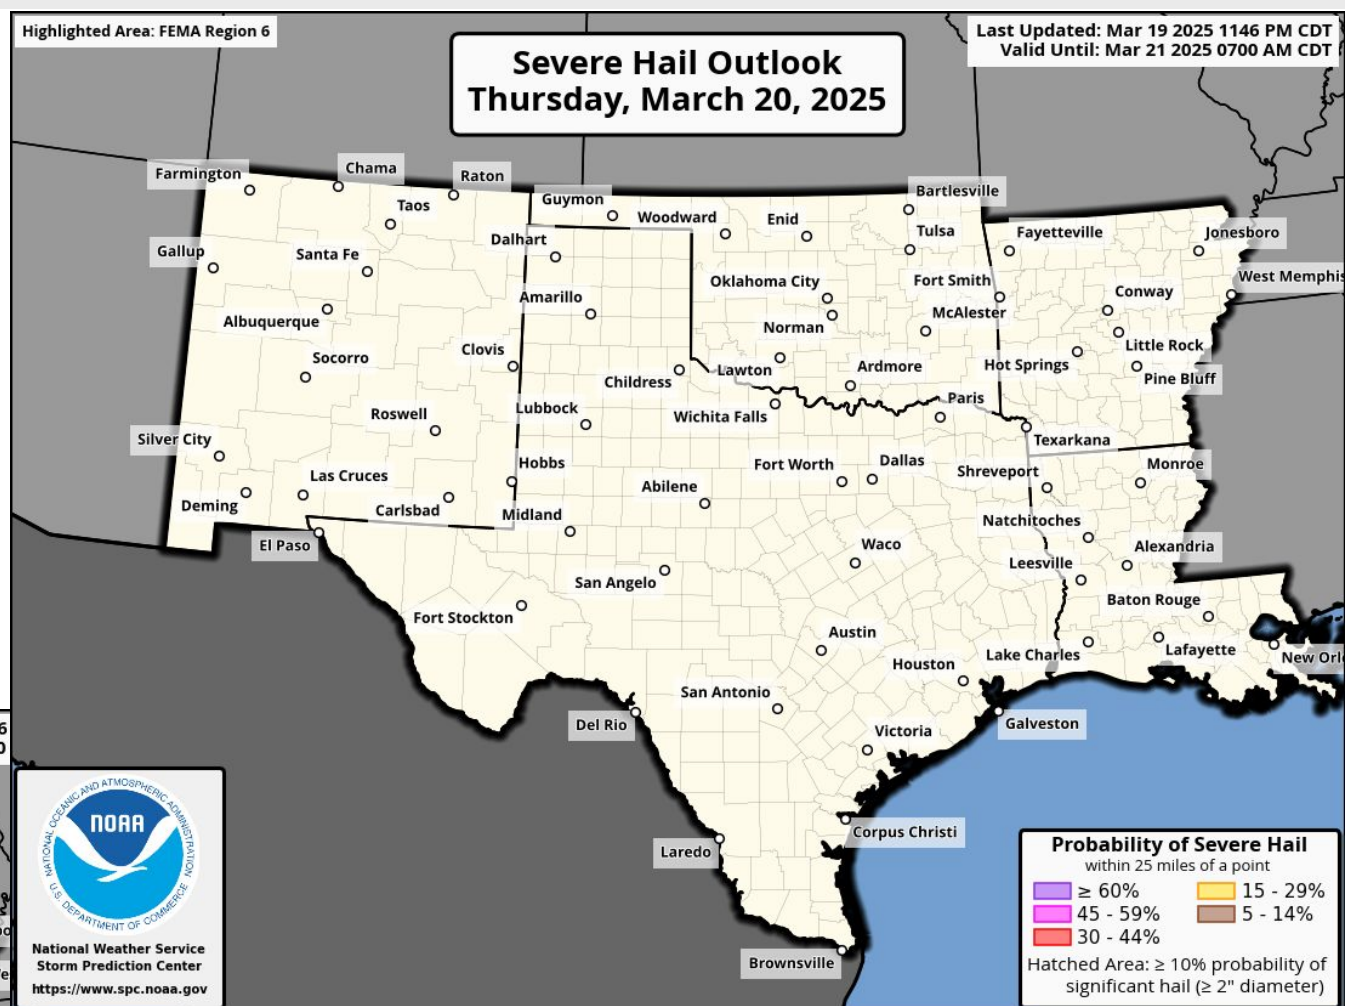 Highlighted Area: FEMA Region 6
Last Updated: Mar 19 2025 1146 PM CDT
Valid Until: Mar 21 2025 0700 AM CDT
Severe Hail Outlook
Thursday, March 20, 2025
Farmington
Chama
Raton
Taos
Guymon
Woodward
Enid
Bartlesville
Tulsa
Fayetteville
Jonesboro
Gallup
Santa Fe
Dalhart
Oklahoma City
Fort Smith
West Memphis
Amarillo
Conway
Albuquerque
Norman
McAlester
Little Rock
Socorro
Clovis
Childress
Lawton
Ardmore
Hot Springs
Pine Bluff
Roswell
Lubbock
Wichita Falls
Paris
Silver City
Texarkana
Las Cruces
Hobbs
Abilene
Fort Worth
Dallas
Shreveport
Monroe
Deming
Carlsbad
Midland
Natchitoches
El Paso
San Angelo
Waco
Leesville
Alexandria
Fort Stockton
Baton Rouge
Austin
Houston
Lake Charles
Lafayette
New Orl
San Antonio
Del Rio
Victoria
Galveston
Corpus Christi
Laredo
Brownsville
6
0
NATIONAL OCEANIC AND ATMOSPHERIC ADMINISTRATION
NOAA
U.S. DEPARTMENT OF COMMERCE
National Weather Service
Storm Prediction Center
https://www.spc.noaa.gov
Probability of Severe Hail
within 25 miles of a point
≥ 60%
15 - 29%
45 - 59%
5 - 14%
30 - 44%
Hatched Area: ≥ 10% probability of
significant hail (≥ 2" diameter)